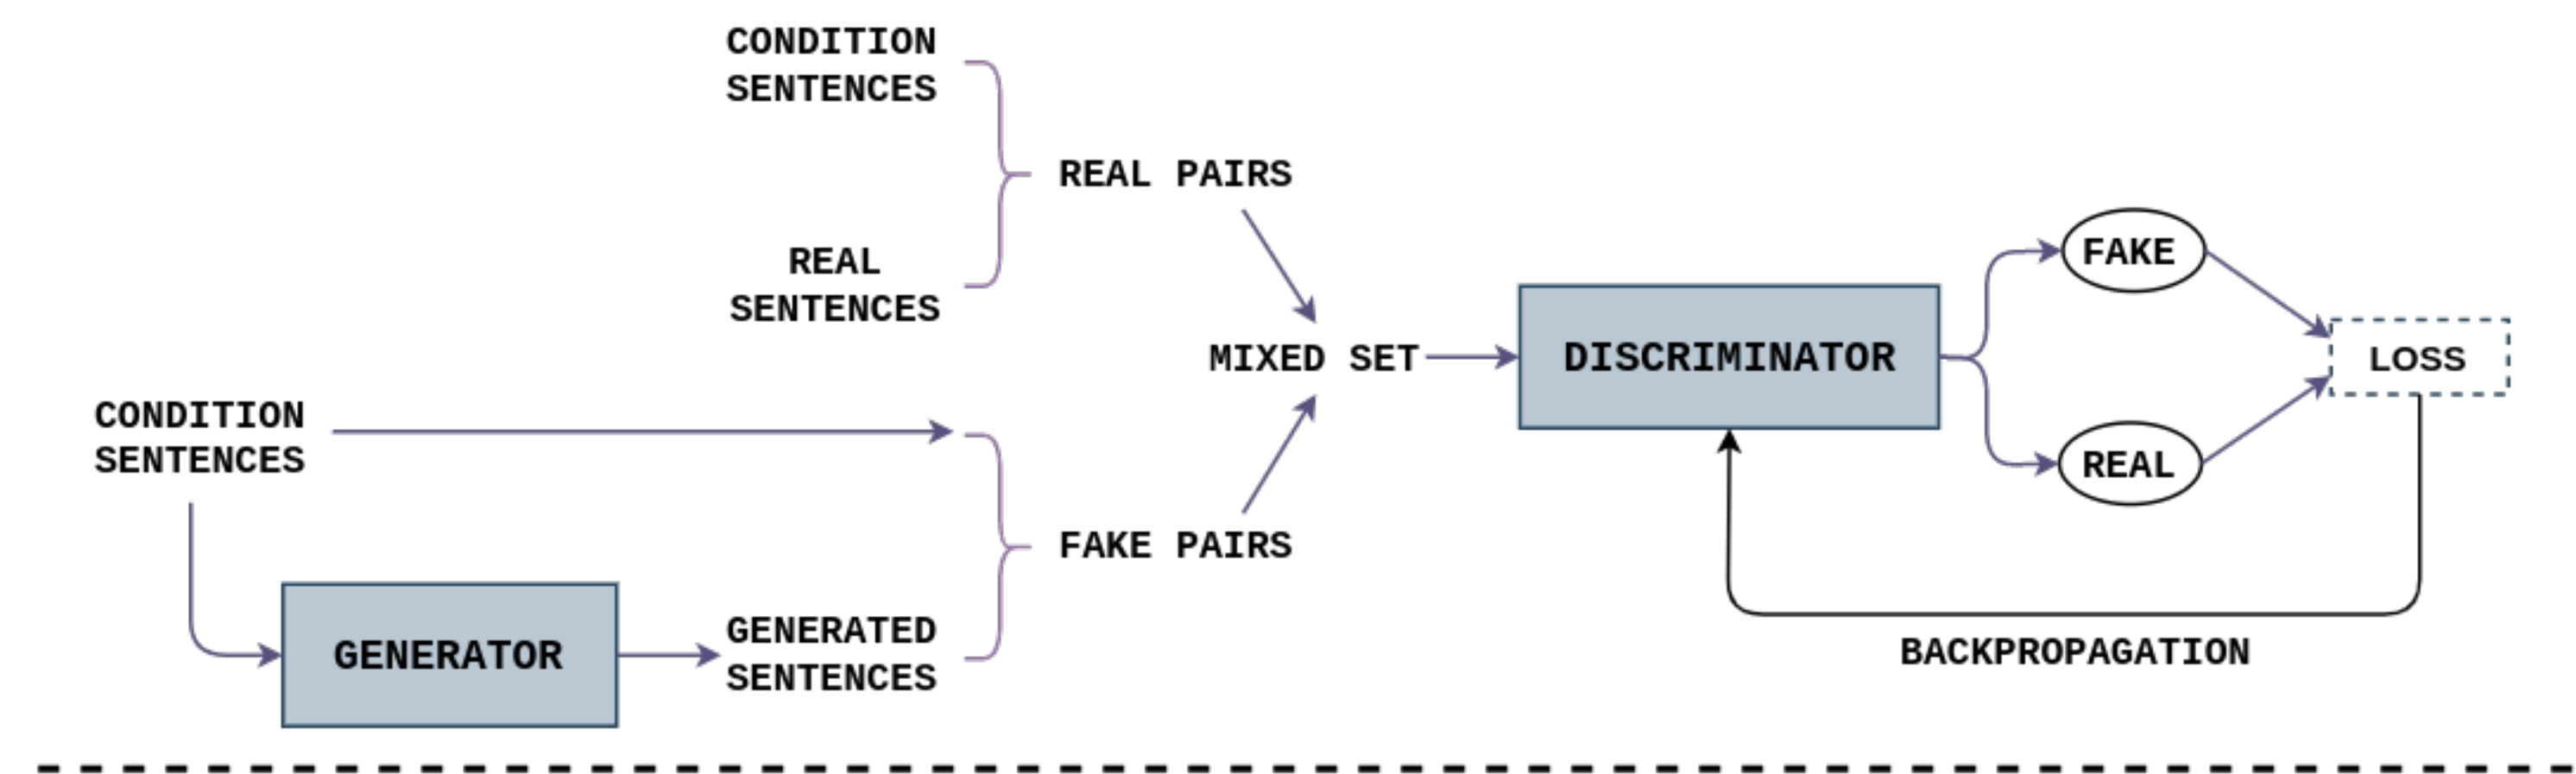 CONDITION
SENTENCES
REAL PAIRS
REAL
SENTENCES
CONDITION
SENTENCES
GENERATOR
GENERATED
SENTENCES
FAKE PAIRS
MIXED SET
DISCRIMINATOR
FAKE
REAL
LOSS
BACKPROPAGATION